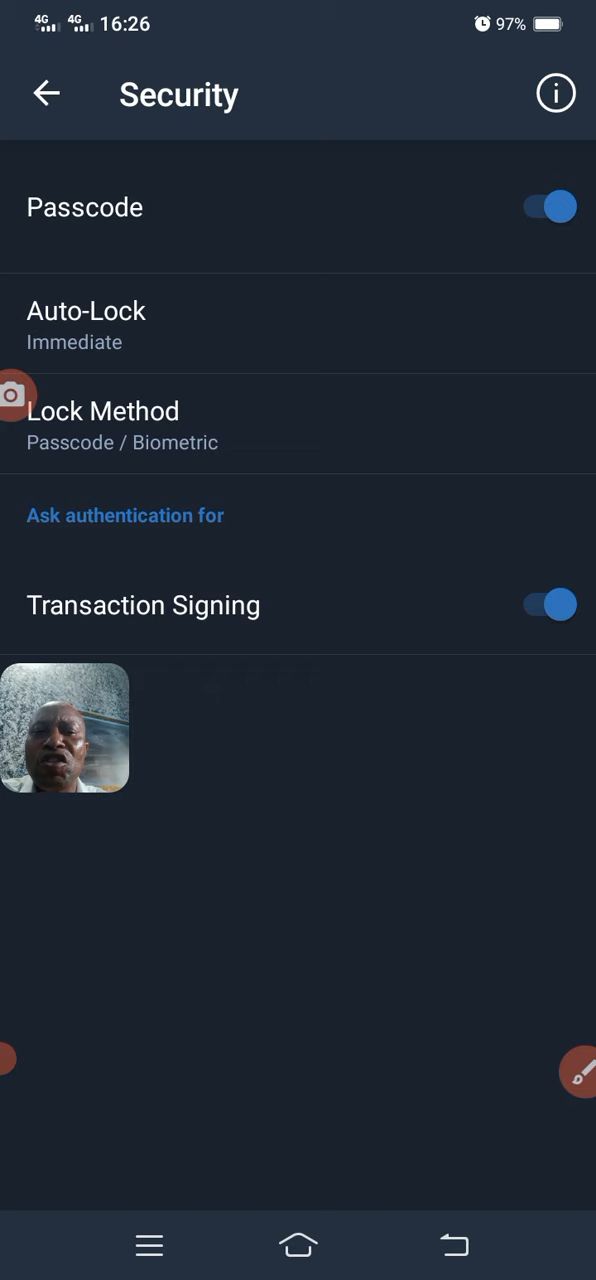 4G 4G 16:26 97%
Security
Passcode
Auto-Lock
Immediate
Lock Method
Passcode / Biometric
Ask authentication for
Transaction Signing